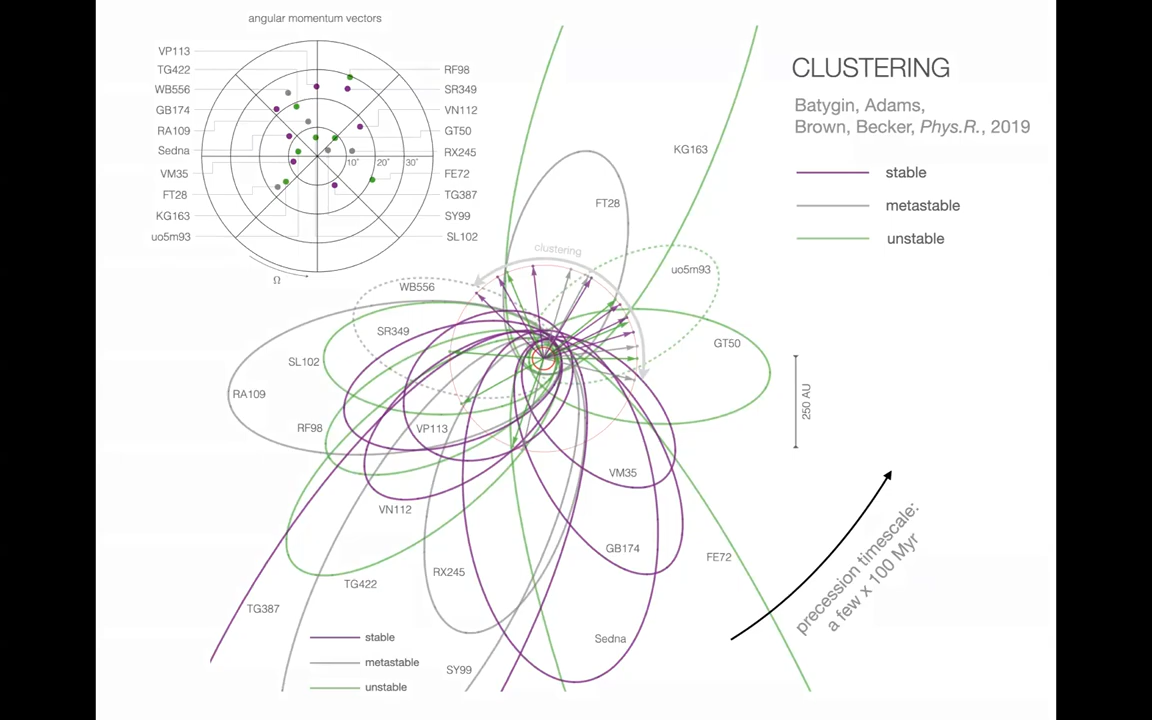 angular momentum vectors
VP113
TG422
WB556
GB174
RA109
Sedna
VM35
FT28
KG163
uo5m93
RF98
SR349
VN112
GT50
RX245
FE72
TG387
SY99
SL102
10° 20° 30°
Ω
CLUSTERING
Batygin, Adams,
Brown, Becker, Phys.R., 2019
stable
metastable
unstable
KG163
FT28
clustering
uo5m93
WB556
SR349
SL102
GT50
RA109
250 AU
RF98
VP113
VM35
VN112
GB174
FE72
RX245
TG422
TG387
Sedna
SY99
precession timescale:
a few x 100 Myr
stable
metastable
unstable